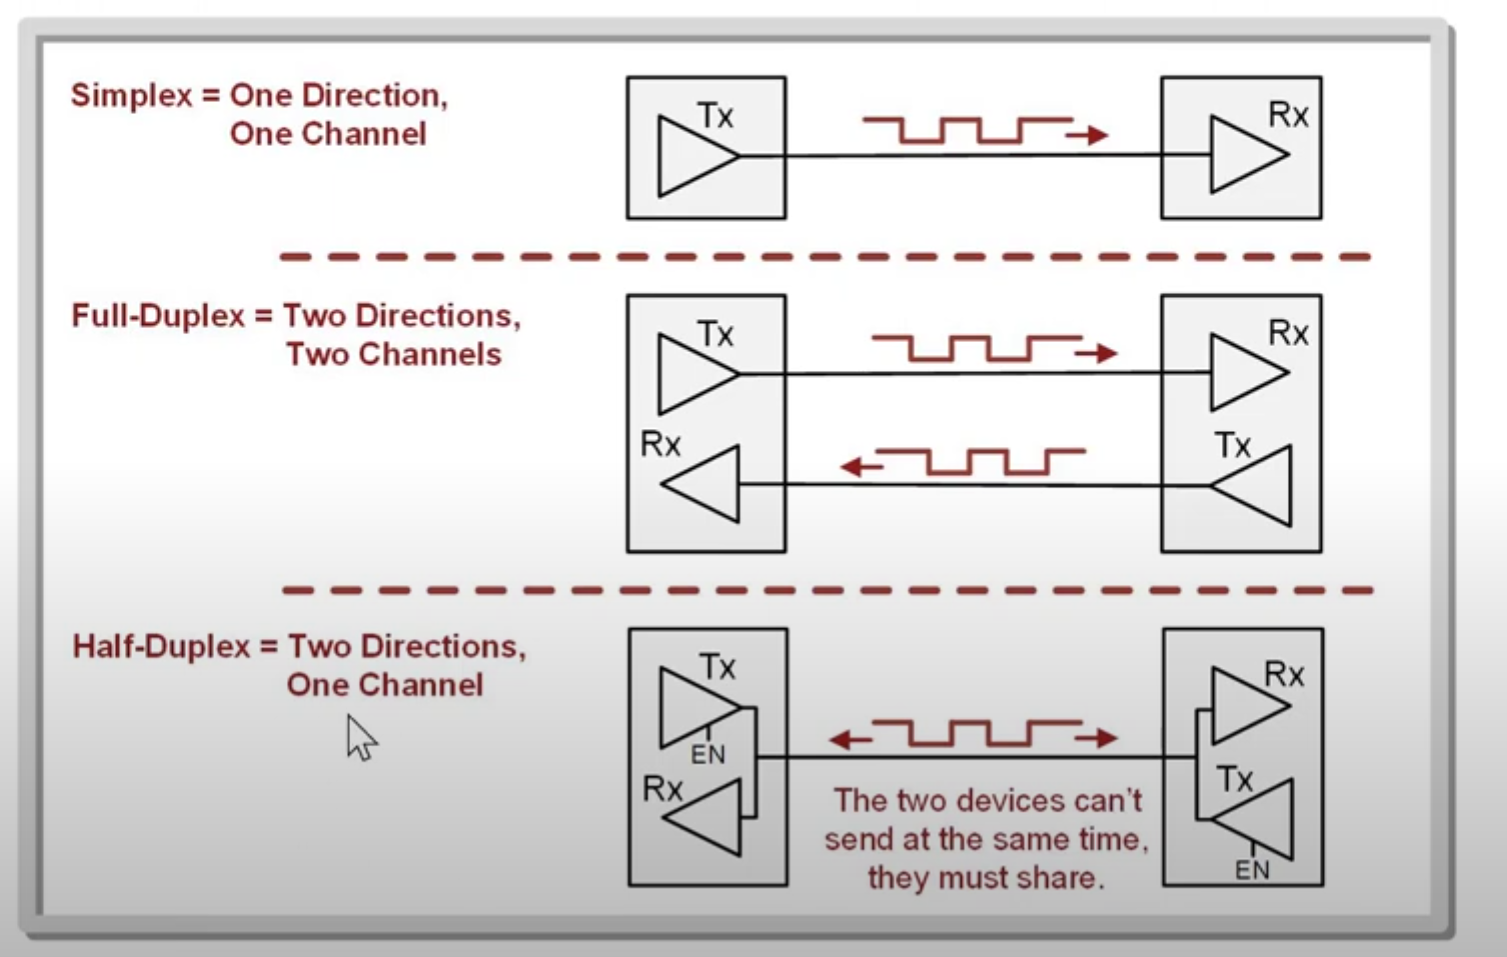 Simplex = One Direction,
One Channel
Tx
Rx
Full-Duplex = Two Directions,
Two Channels
Tx
Rx
Rx
Tx
Half-Duplex = Two Directions,
One Channel
Tx
EN
Rx
Rx
Tx
EN
The two devices can't
send at the same time,
they must share.